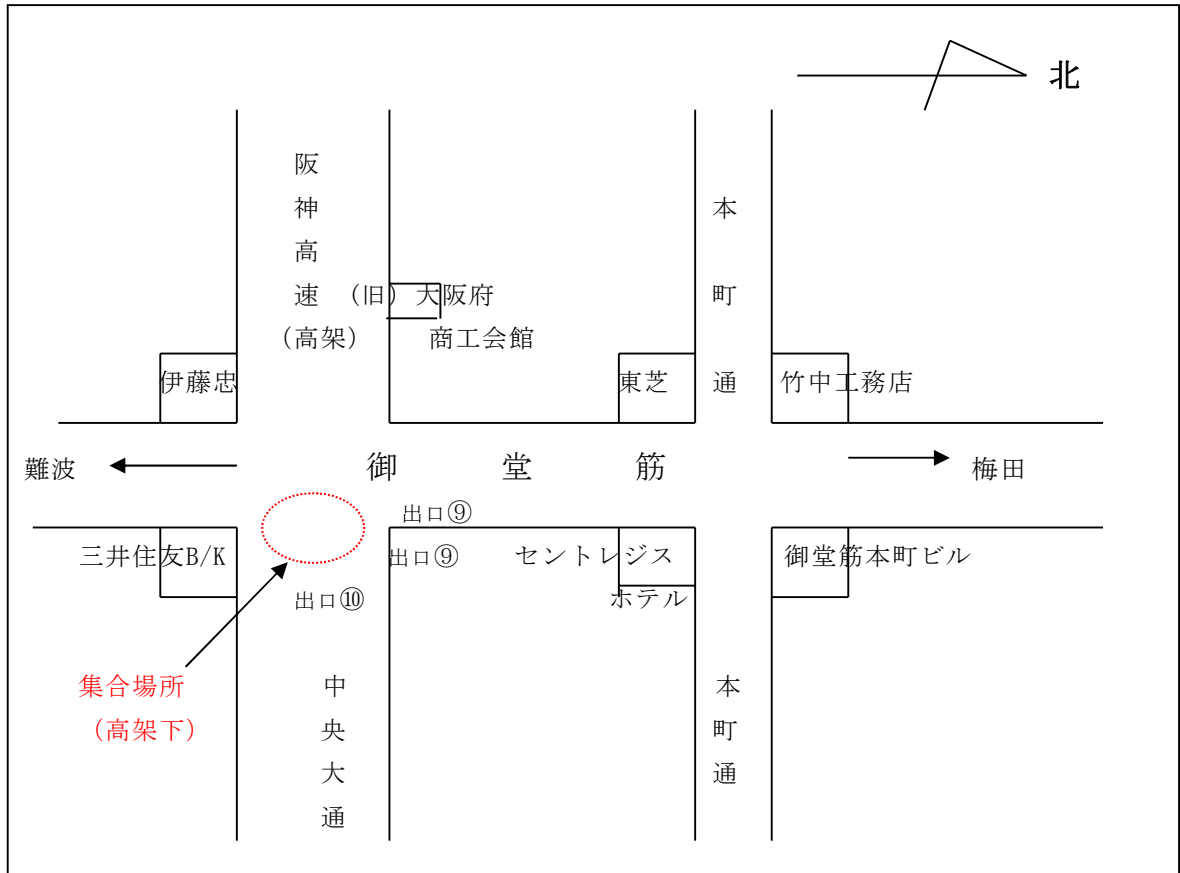 北
阪神高速
（高架）
本町通
（旧）大阪府
商工会館
伊藤忠
東芝
竹中工務店
難波
御堂筋
梅田
出口⑨
三井住友B/K
出口⑨
セントレジス
ホテル
御堂筋本町ビル
出口⑩
集合場所
（高架下）
中央大通
本町通